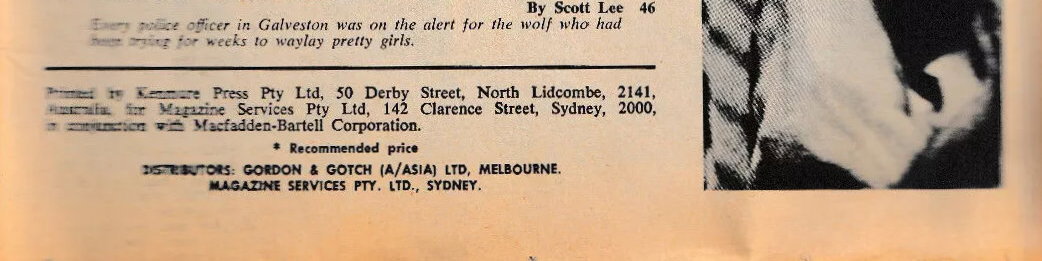 By Scott Lee 46
Every police officer in Galveston was on the alert for the wolf who had
been trying for weeks to waylay pretty girls.
Printed by Kenmure Press Pty Ltd, 50 Derby Street, North Lidcombe, 2141,
Australia, for Magazine Services Pty Ltd, 142 Clarence Street, Sydney, 2000,
in conjunction with Macfadden-Bartell Corporation.
* Recommended price
DISTRIBUTORS: GORDON & GOTCH (A/ASIA) LTD, MELBOURNE.
MAGAZINE SERVICES PTY. LTD., SYDNEY.